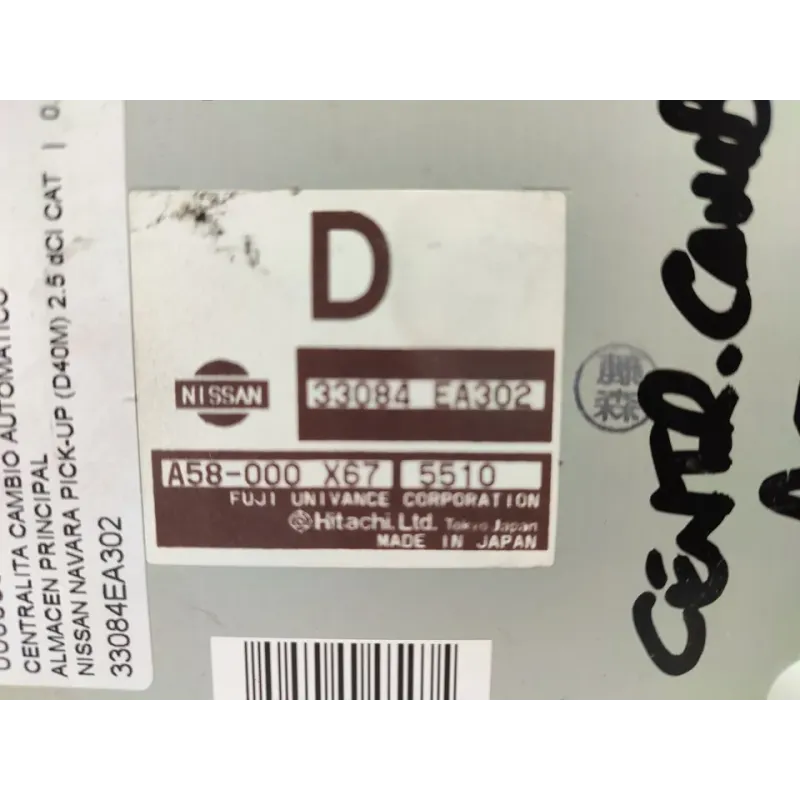 D
NISSAN
33084 EA302
A58-000 X67 5510
FUJI UNIVANCE CORPORATION
Hitachi,Ltd. Tokyo Japan
MADE IN JAPAN
CENTRALITA CAMBIO AUTOMATICO
ALMACEN PRINCIPAL
NISSAN NAVARA PICK-UP (D40M) 2.5 dCi CAT | 0.
33084EA302